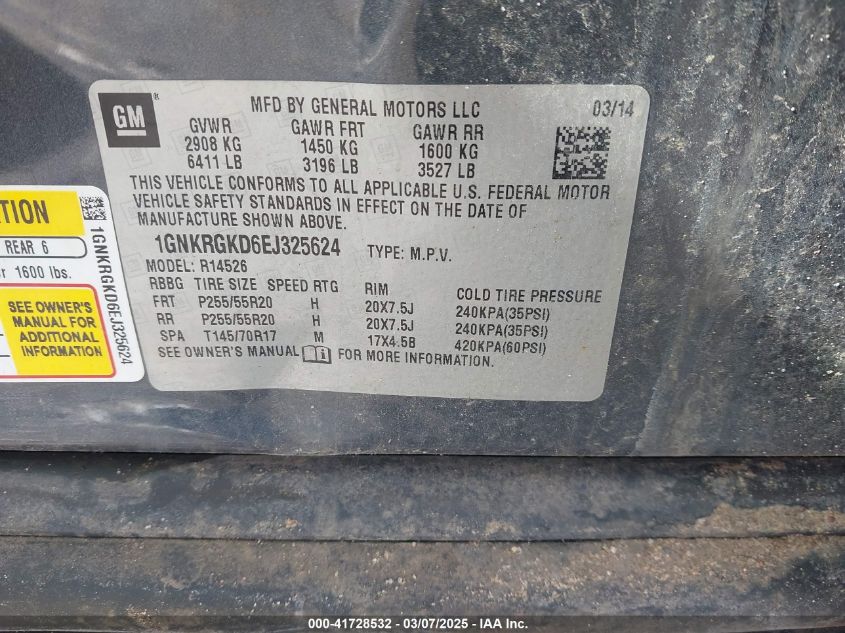 GM
MFD BY GENERAL MOTORS LLC 03/14
GVWR GAWR FRT GAWR RR
2908 KG 1450 KG 1600 KG
6411 LB 3196 LB 3527 LB
THIS VEHICLE CONFORMS TO ALL APPLICABLE U.S. FEDERAL MOTOR
VEHICLE SAFETY STANDARDS IN EFFECT ON THE DATE OF
MANUFACTURE SHOWN ABOVE.
1GNKRGKD6EJ325624 TYPE: M.P.V.
MODEL: R14526
RBBG TIRE SIZE SPEED RTG RIM COLD TIRE PRESSURE
FRT P255/55R20 H 20X7.5J 240KPA(35PSI)
RR P255/55R20 H 20X7.5J 240KPA(35PSI)
SPA T145/70R17 M 17X4.5B 420KPA(60PSI)
SEE OWNER'S MANUAL FOR MORE INFORMATION.
REAR 6
1600 lbs.
SEE OWNER'S
MANUAL FOR
ADDITIONAL
INFORMATION
1GNKRGKD6EJ325624
000-41728532 - 03/07/2025 - IAA Inc.